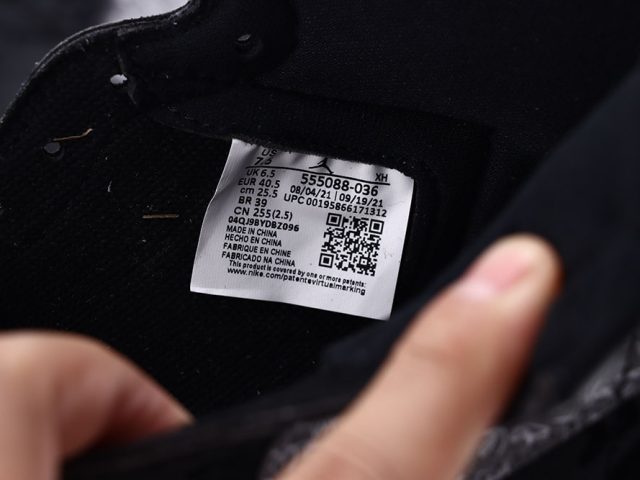 US 7.5
UK 6.5
EUR 40.5
cm 25.5
BR 39
CN 255(2.5)
XH
555088-036
08/04/21 | 09/19/21
UPC 00195866171312
04QJ9BYDBZ096
MADE IN CHINA
HECHO EN CHINA
FABRIQUE EN CHINE
FABRICADO NA CHINA
This product is covered by one or more patents:
www.nike.com/patentsvirtualmarking